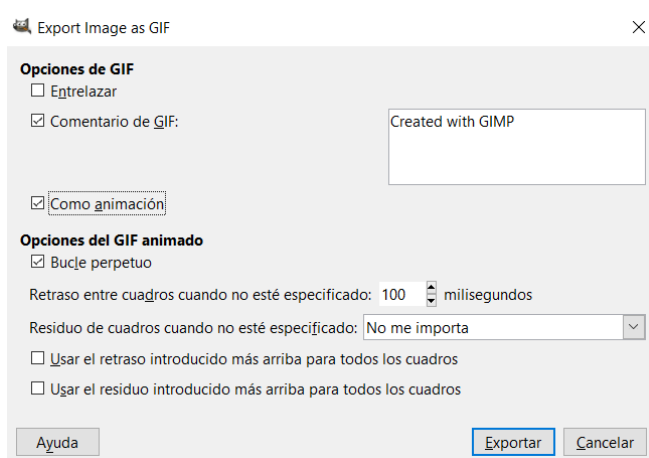 Export Image as GIF
Opciones de GIF
Entrelazar
Comentario de GIF:
Created with GIMP
Como animación
Opciones del GIF animado
Bucle perpetuo
Retraso entre cuadros cuando no esté especificado: 100 milisegundos
Residuo de cuadros cuando no esté especificado: No me importa
Usar el retraso introducido más arriba para todos los cuadros
Usar el residuo introducido más arriba para todos los cuadros
Ayuda Exportar Cancelar